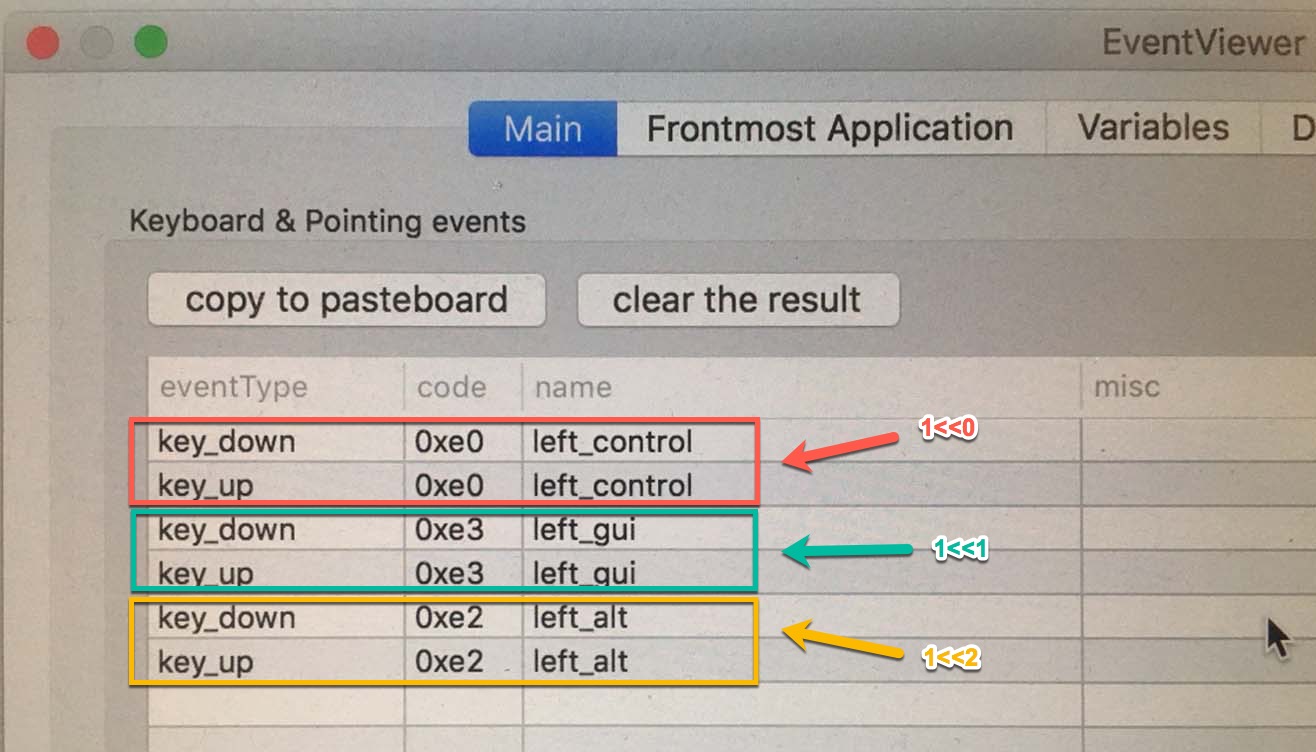 EventViewer
Main Frontmost Application Variables D
Keyboard & Pointing events
copy to pasteboard clear the result
eventType code name misc
key_down 0xe0 left_control 1<<0
key_up 0xe0 left_control
key_down 0xe3 left_gui 1<<1
key_up 0xe3 left_gui
key_down 0xe2 left_alt 1<<2
key_up 0xe2 left_alt